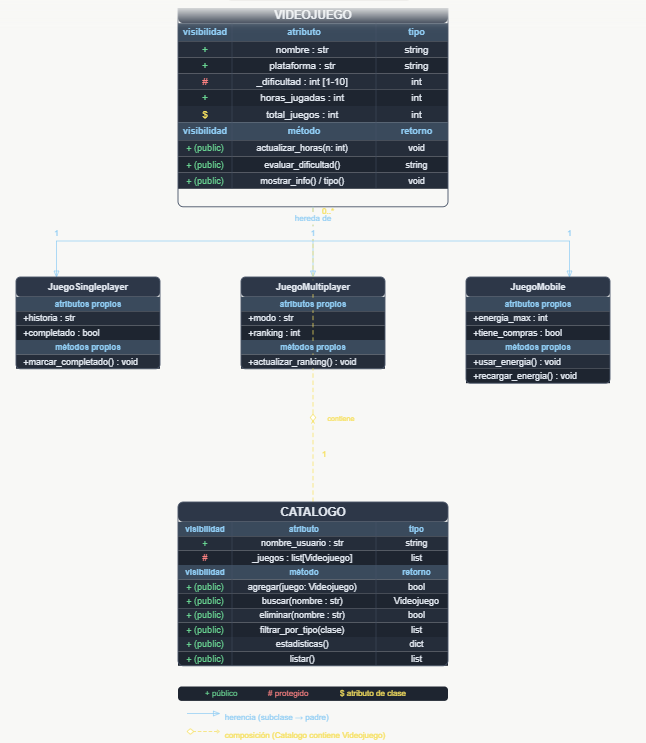 VIDEOJUEGO
visibilidad atributo tipo
+ nombre : str string
+ plataforma : str string
# _dificultad : int [1-10] int
+ horas_jugadas : int int
$ total_juegos : int int
visibilidad método retorno
+ (public) actualizar_horas(n: int) void
+ (public) evaluar_dificultad() string
+ (public) mostrar_info() / tipo() void
0..*
hereda de
1 1 1
JuegoSingleplayer
atributos propios
+historia : str
+completado : bool
métodos propios
+marcar_completado() : void
JuegoMultiplayer
atributos propios
+modo : str
+ranking : int
métodos propios
+actualizar_ranking() : void
JuegoMobile
atributos propios
+energia_max : int
+tiene_compras : bool
métodos propios
+usar_energia() : void
+recargar_energia() : void
contiene
1
CATALOGO
visibilidad atributo tipo
+ nombre_usuario : str string
# _juegos : list[Videojuego] list
visibilidad método retorno
+ (public) agregar(juego: Videojuego) bool
+ (public) buscar(nombre : str) Videojuego
+ (public) eliminar(nombre : str) bool
+ (public) filtrar_por_tipo(clase) list
+ (public) estadisticas() dict
+ (public) listar() list
+ público # protegido $ atributo de clase
herencia (subclase → padre)
composición (Catalogo contiene Videojuego)